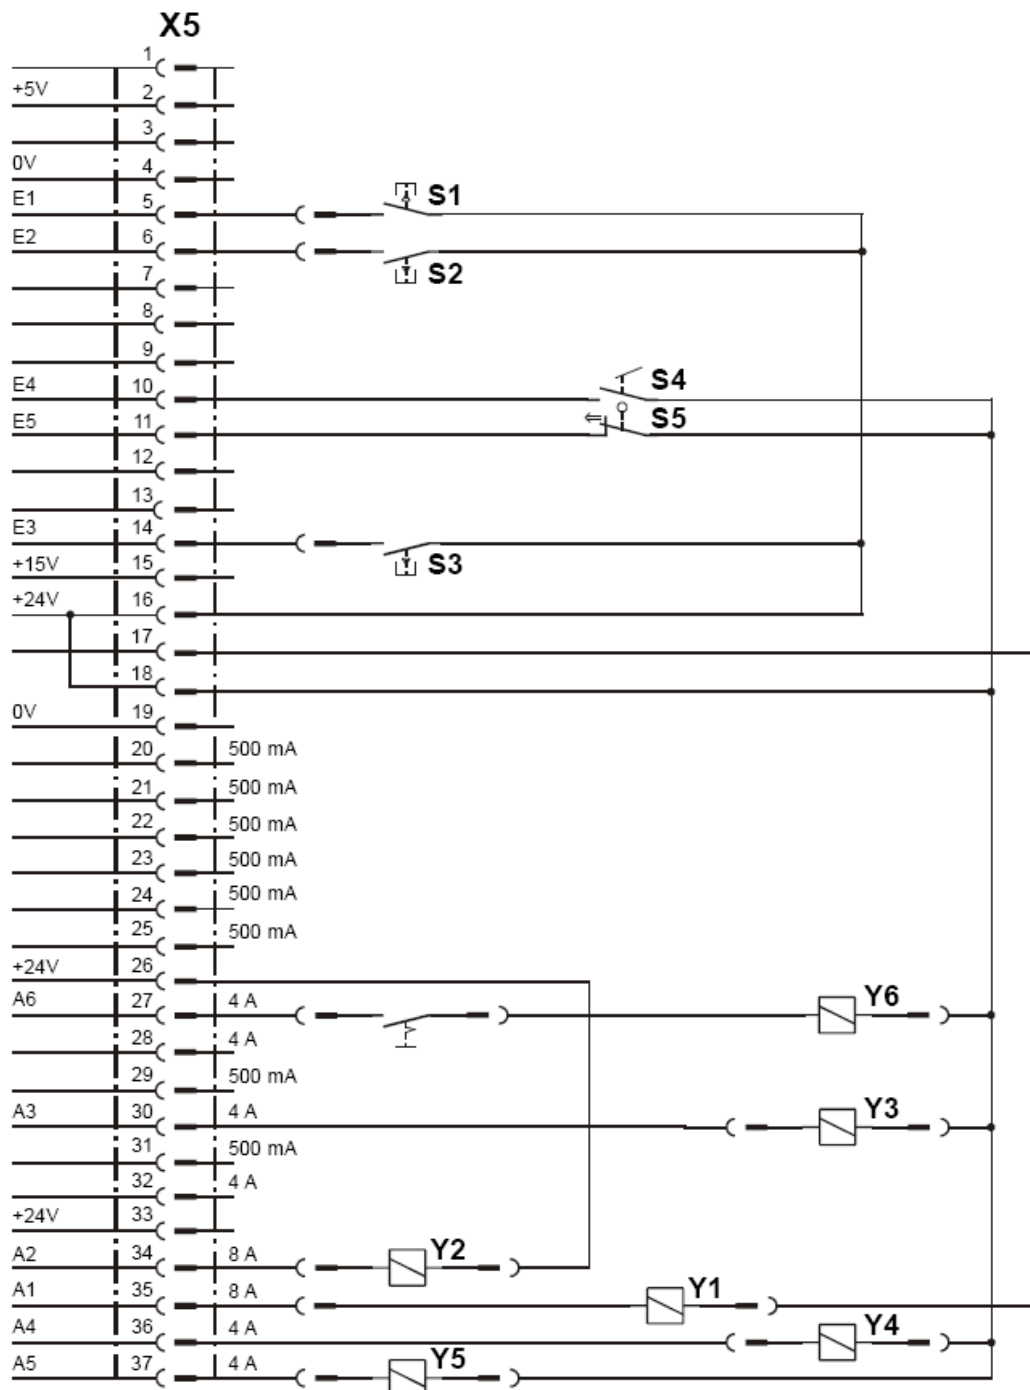 X5
1
+5V 2
3
0V 4
E1 5 S1
E2 6 S2
7
8
9
E4 10 S4
E5 11 S5
12
13
E3 14 S3
+15V 15
+24V 16
17
18
0V 19
20 500 mA
21 500 mA
22 500 mA
23 500 mA
24 500 mA
25 500 mA
+24V 26
A6 27 4 A Y6
28 4 A
29 500 mA
A3 30 4 A Y3
31 500 mA
32 4 A
+24V 33
A2 34 8 A Y2
A1 35 8 A Y1
A4 36 4 A Y4
A5 37 4 A Y5